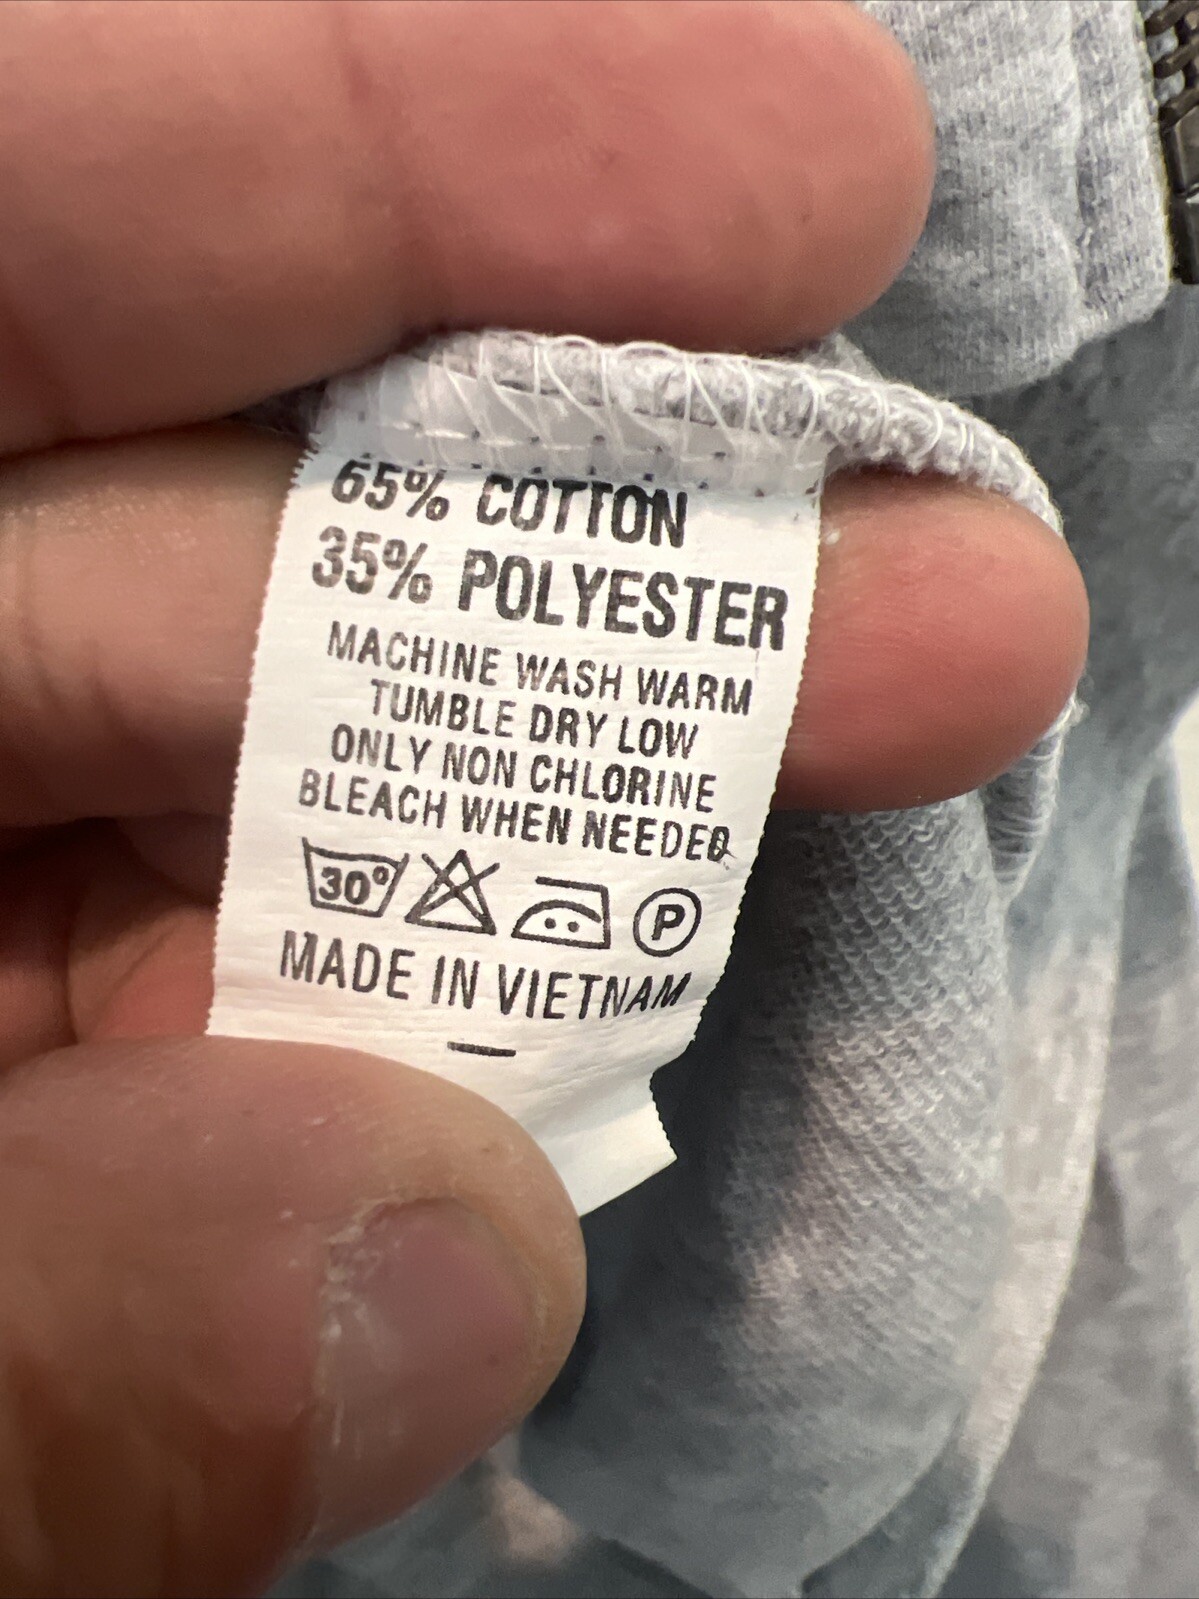 65% COTTON
35% POLYESTER
MACHINE WASH WARM
TUMBLE DRY LOW
ONLY NON CHLORINE
BLEACH WHEN NEEDED
30° P
MADE IN VIETNAM